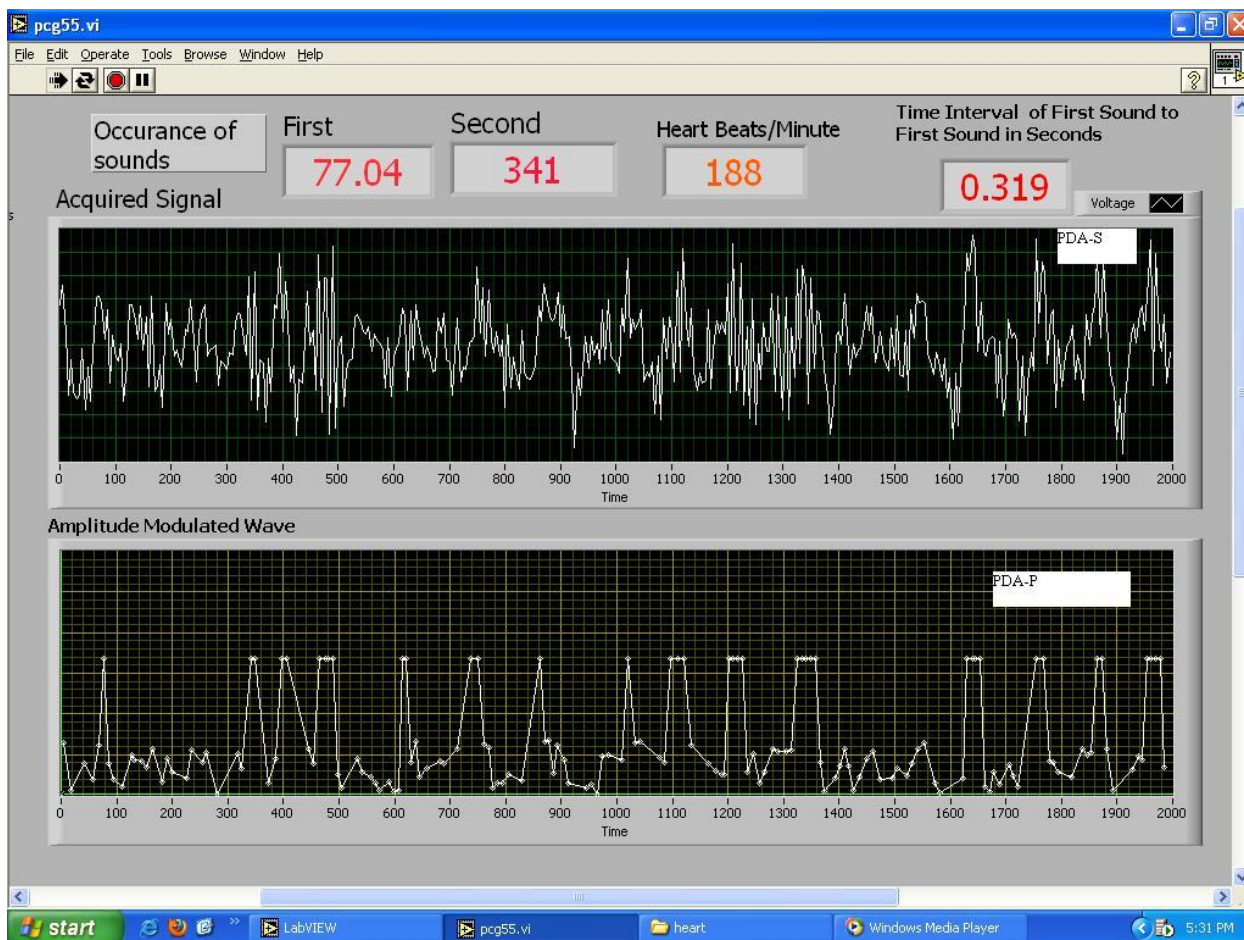 pcg55.vi
File Edit Operate Tools Browse Window Help
1
Occurance of
sounds
First
77.04
Second
341
Heart Beats/Minute
188
Time Interval of First Sound to
First Sound in Seconds
0.319
Voltage
s
Acquired Signal
PDA-S
0 100 200 300 400 500 600 700 800 900 1000 1100 1200 1300 1400 1500 1600 1700 1800 1900 2000
Time
Amplitude Modulated Wave
PDA-P
0 100 200 300 400 500 600 700 800 900 1000 1100 1200 1300 1400 1500 1600 1700 1800 1900 2000
Time
start LabVIEW pcg55.vi heart Windows Media Player 5:31 PM